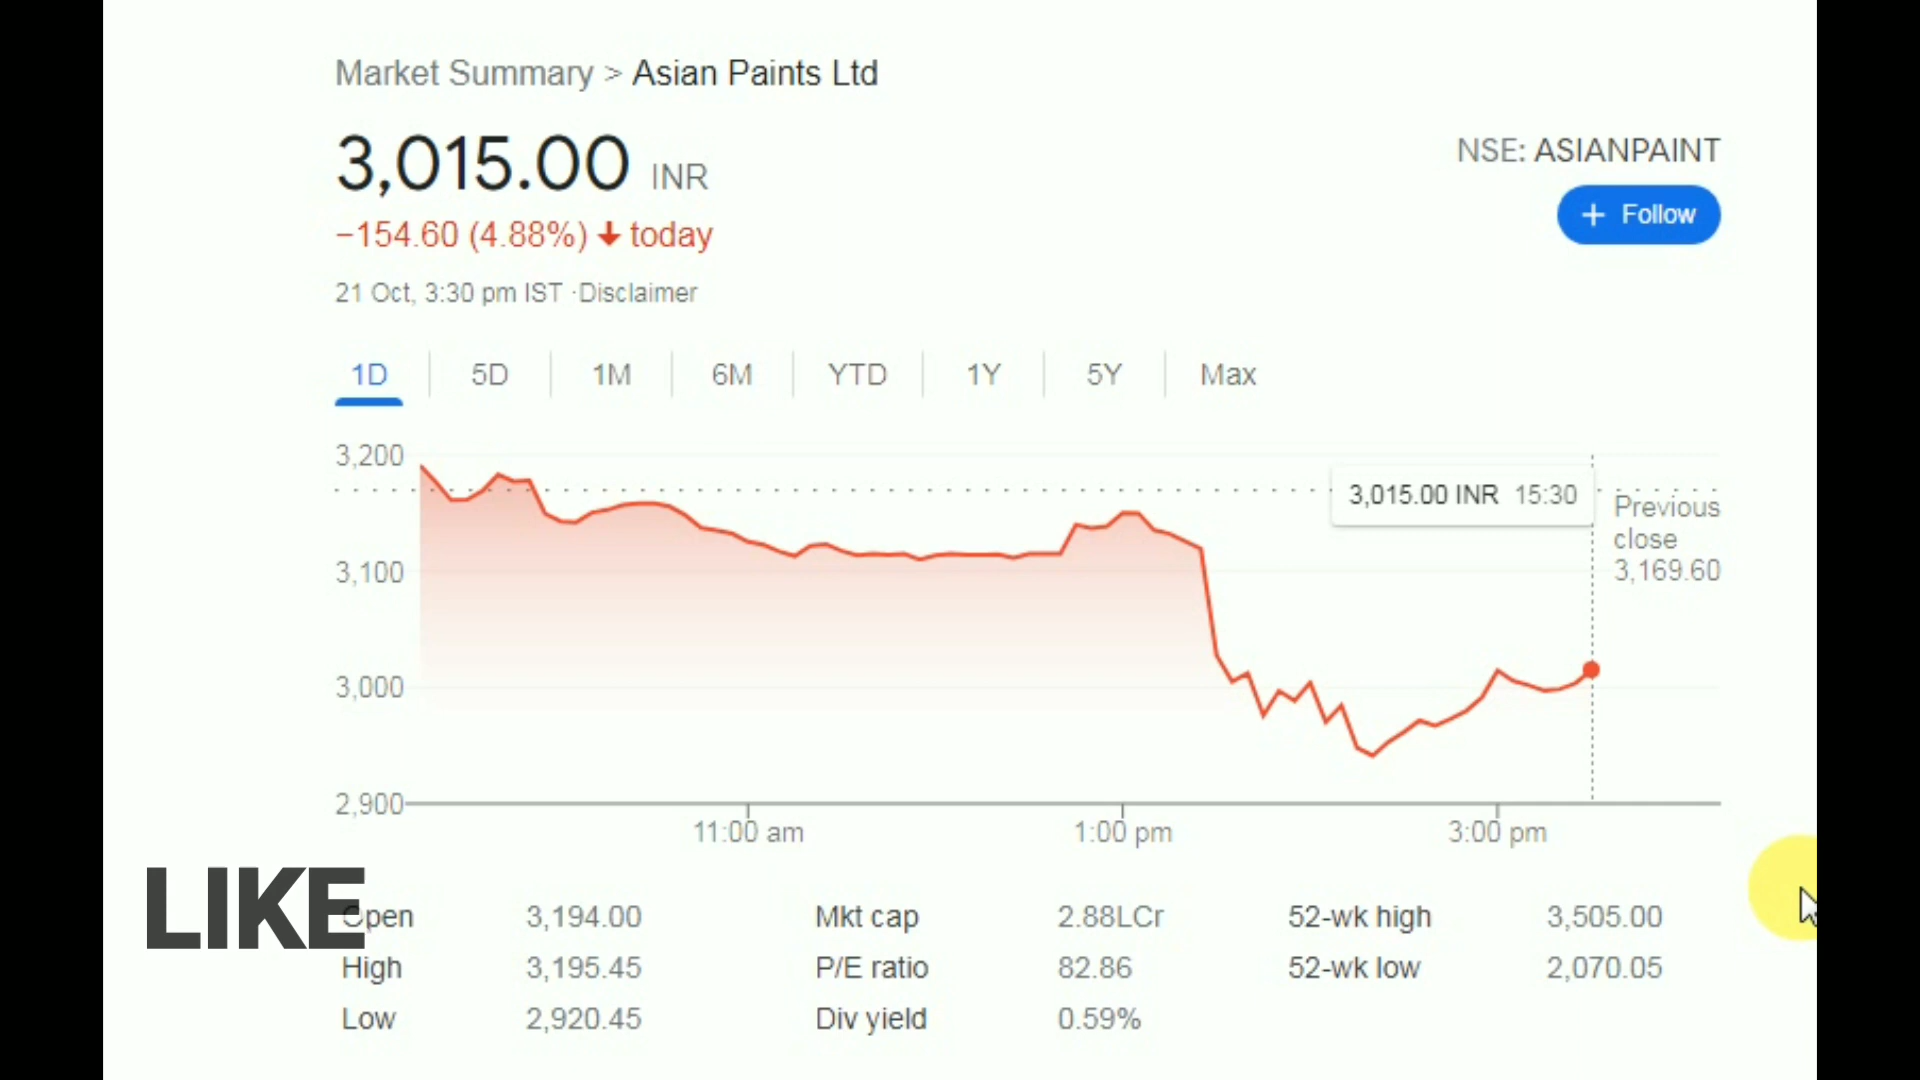 Market Summary > Asian Paints Ltd
3,015.00 INR
NSE: ASIANPAINT
+ Follow
−154.60 (4.88%) ↓ today
21 Oct, 3:30 pm IST ·Disclaimer
1D 5D 1M 6M YTD 1Y 5Y Max
3,200
3,015.00 INR 15:30
Previous
close
3,169.60
3,100
3,000
2,900
11:00 am 1:00 pm 3:00 pm
LIKE
Open 3,194.00 Mkt cap 2.88LCr 52-wk high 3,505.00
High 3,195.45 P/E ratio 82.86 52-wk low 2,070.05
Low 2,920.45 Div yield 0.59%